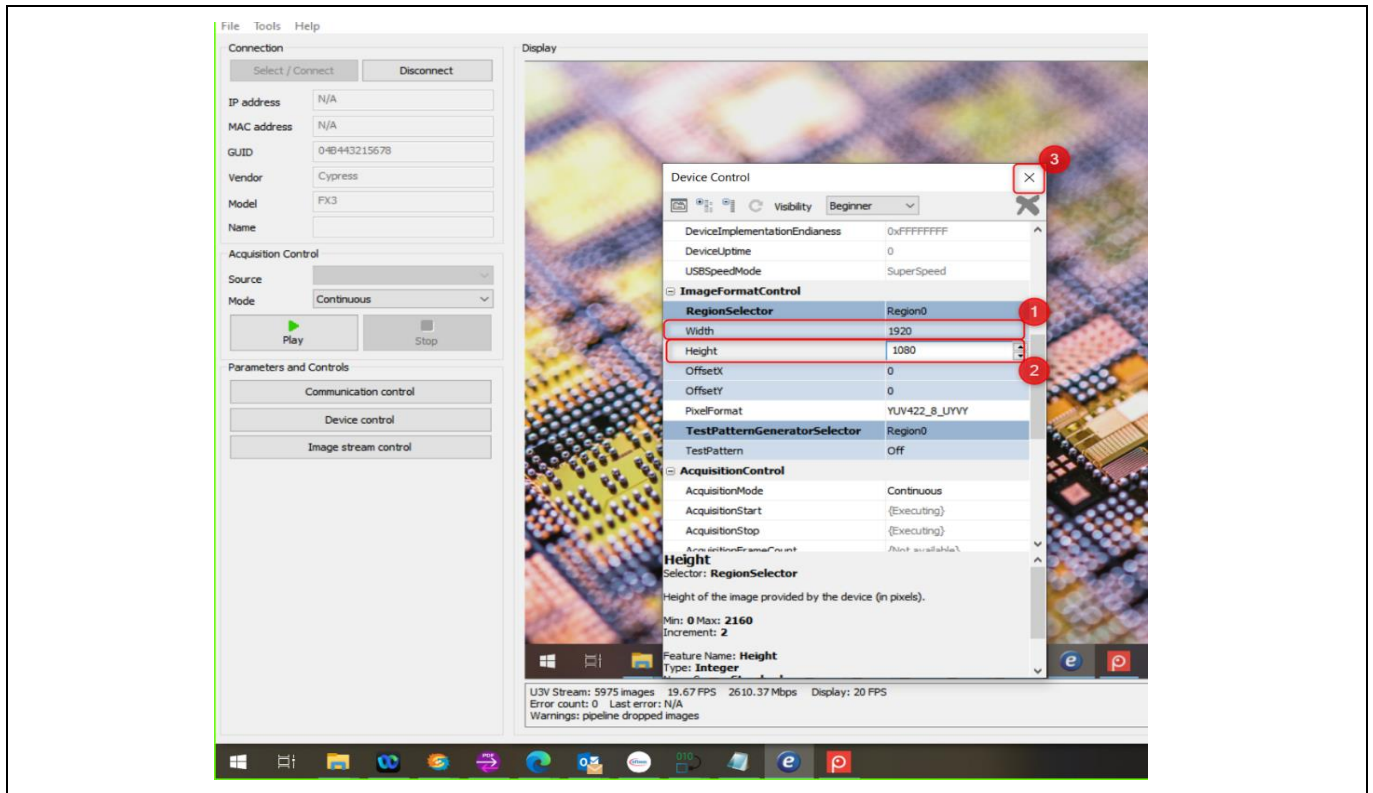 File Tools Help
Connection
Select / Connect Disconnect
IP address N/A
MAC address N/A
GUID 04B443215678
Vendor Cypress
Model FX3
Name
Acquisition Control
Source
Mode Continuous
Play Stop
Parameters and Controls
Communication control
Device control
Image stream control
Display
3
Device Control
Visibility Beginner
DeviceImplementationEndianess 0xFFFFFFFF
DeviceUptime 0
USBSpeedMode SuperSpeed
ImageFormatControl
RegionSelector Region0
1
Width 1920
Height 1080
2
OffsetX 0
OffsetY 0
PixelFormat YUV422_8_UYVY
TestPatternGeneratorSelector Region0
TestPattern Off
AcquisitionControl
AcquisitionMode Continuous
AcquisitionStart {Executing}
AcquisitionStop {Executing}
AcquisitionFrameCount {Not available}
Height
Selector: RegionSelector
Height of the image provided by the device (in pixels).
Min: 0 Max: 2160
Increment: 2
Feature Name: Height
Type: Integer
U3V Stream: 5975 images 19.67 FPS 2610.37 Mbps Display: 20 FPS
Error count: 0 Last error: N/A
Warnings: pipeline dropped images
PDF
010